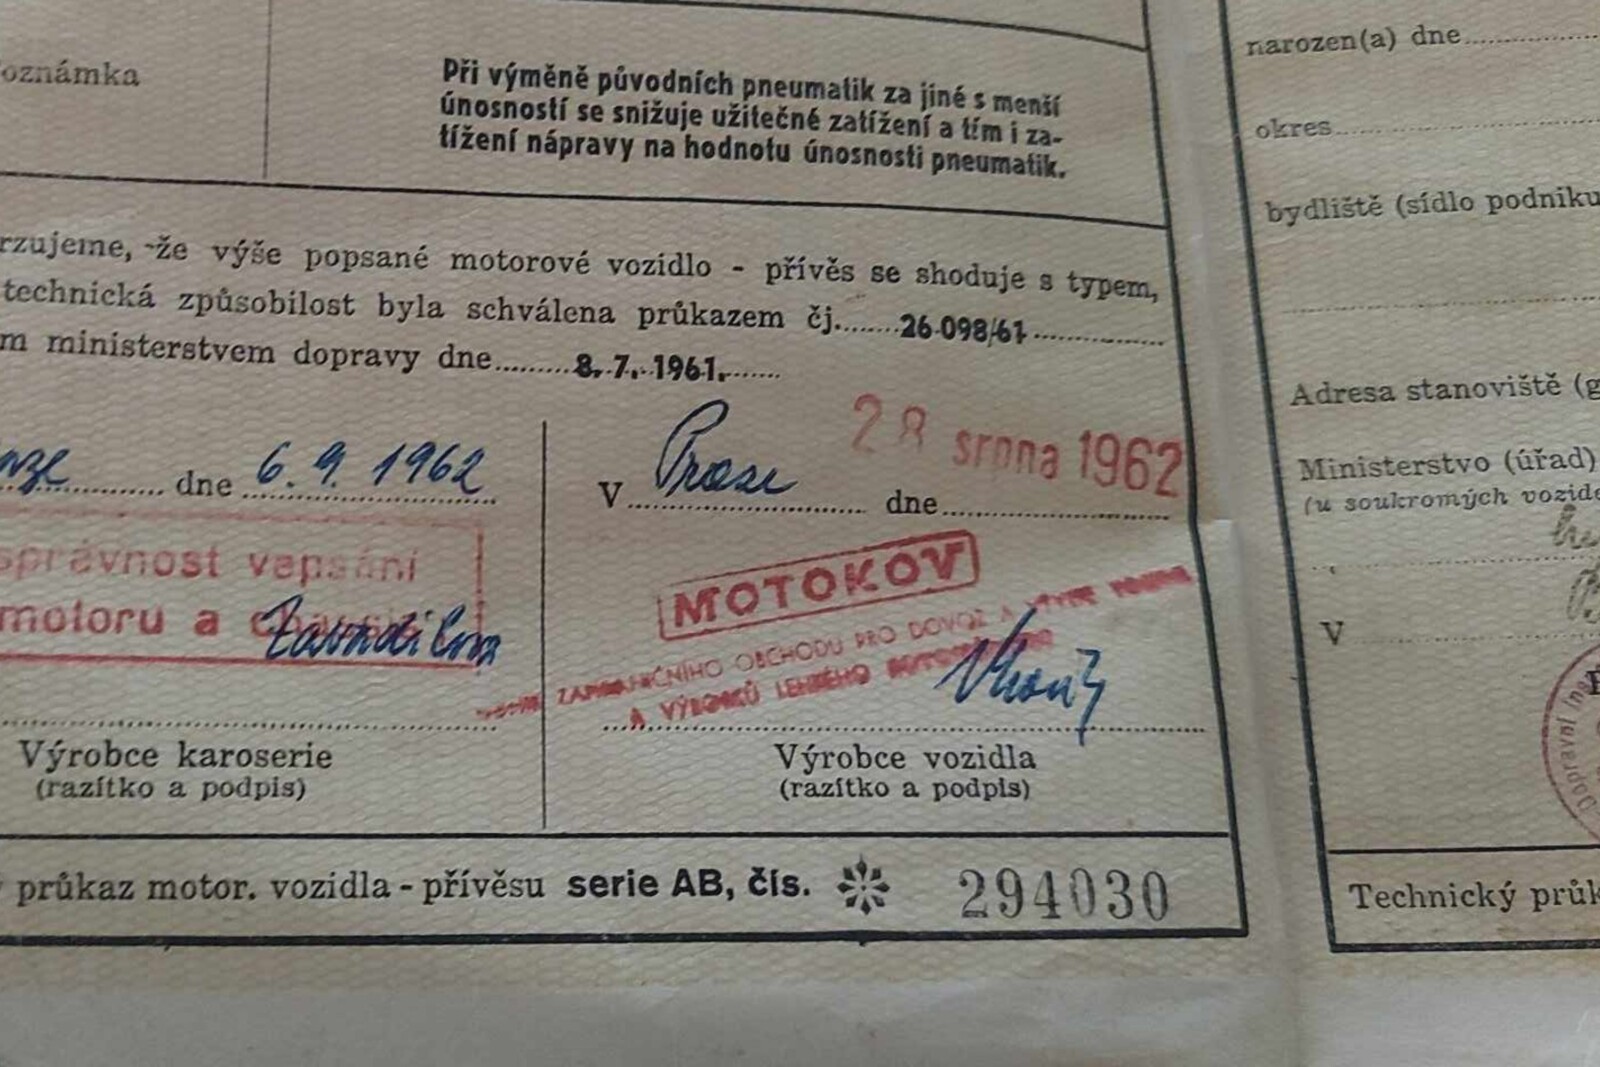 oznámka
Při výměně původních pneumatik za jiné s menší
únosností se snižuje užitečné zatížení a tím i za-
tížení nápravy na hodnotu únosnosti pneumatik.
rzujeme, že výše popsané motorové vozidlo - přívěs se shoduje s typem,
technická způsobilost byla schválena průkazem čj. 26-098/61
m ministerstvem dopravy dne 8. 7. 1961.
dne 6. 9. 1962
V Praze dne 28 srpna 1962
správnost vepsání
motoru a
MOTOKOV
ZAHRANIČNÍHO OBCHODU PRO DOVOZ A
A VÝROBKŮ LEHKÉHO
Výrobce karoserie
(razítko a podpis)
Výrobce vozidla
(razítko a podpis)
průkaz motor. vozidla - přívěsu serie AB, čís. 294030
narozen(a) dne
okres
bydliště (sídlo podniku
Adresa stanoviště (g
Ministerstvo (úřad)
(u soukromých vozide
V
Dopravní Ins
Technický průk